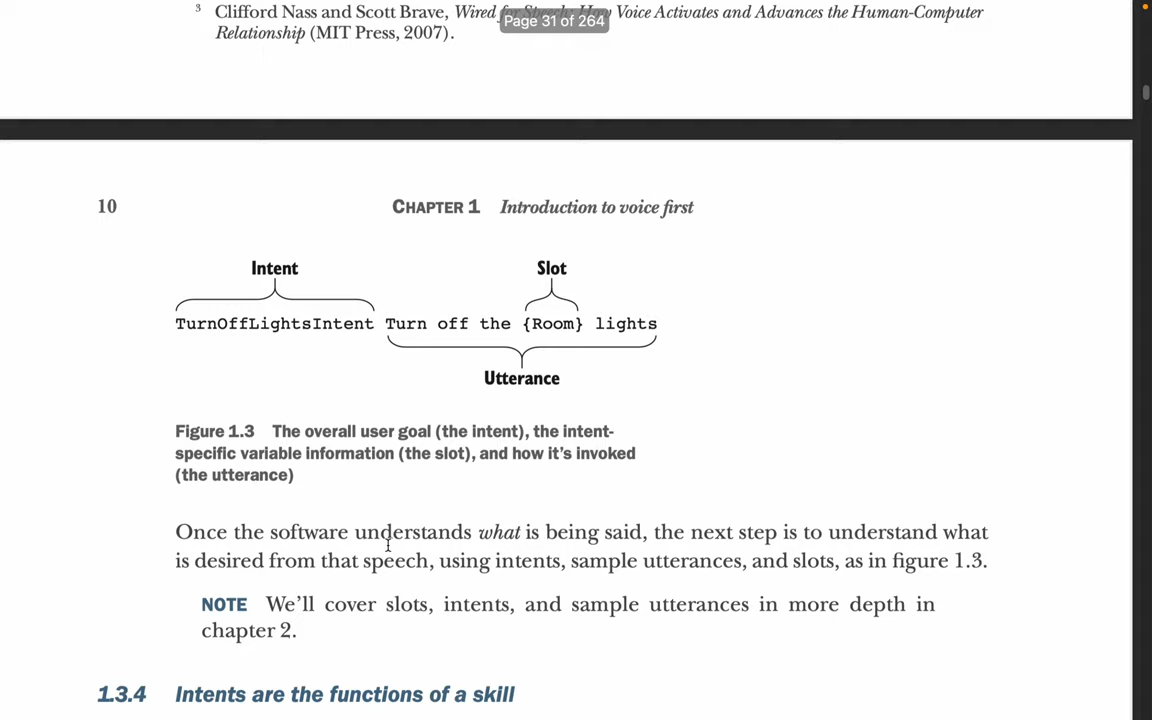 3 Clifford Nass and Scott Brave, Wired for Speech: How Voice Activates and Advances the Human-Computer
Page 31 of 264
Relationship (MIT Press, 2007).
10 CHAPTER 1 Introduction to voice first
Intent Slot
TurnOffLightsIntent Turn off the {Room} lights
Utterance
Figure 1.3 The overall user goal (the intent), the intent-
specific variable information (the slot), and how it's invoked
(the utterance)
Once the software understands what is being said, the next step is to understand what
is desired from that speech, using intents, sample utterances, and slots, as in figure 1.3.
NOTE We'll cover slots, intents, and sample utterances in more depth in
chapter 2.
1.3.4 Intents are the functions of a skill